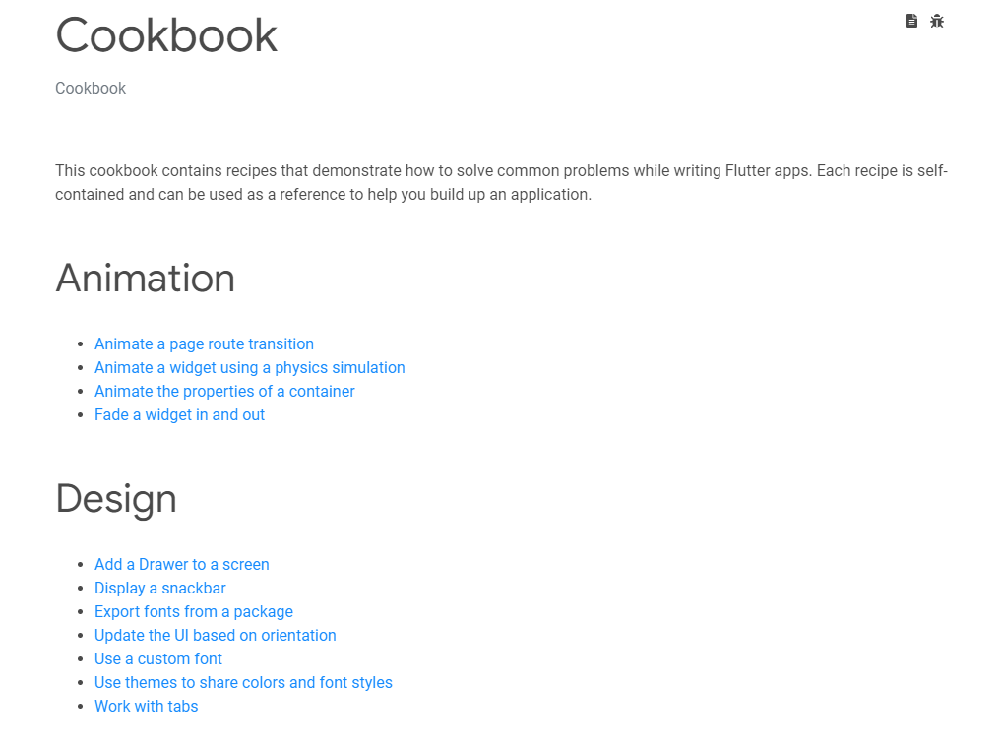 Cookbook
Cookbook
This cookbook contains recipes that demonstrate how to solve common problems while writing Flutter apps. Each recipe is self-
contained and can be used as a reference to help you build up an application.
Animation
Animate a page route transition
Animate a widget using a physics simulation
Animate the properties of a container
Fade a widget in and out
Design
Add a Drawer to a screen
Display a snackbar
Export fonts from a package
Update the UI based on orientation
Use a custom font
Use themes to share colors and font styles
Work with tabs